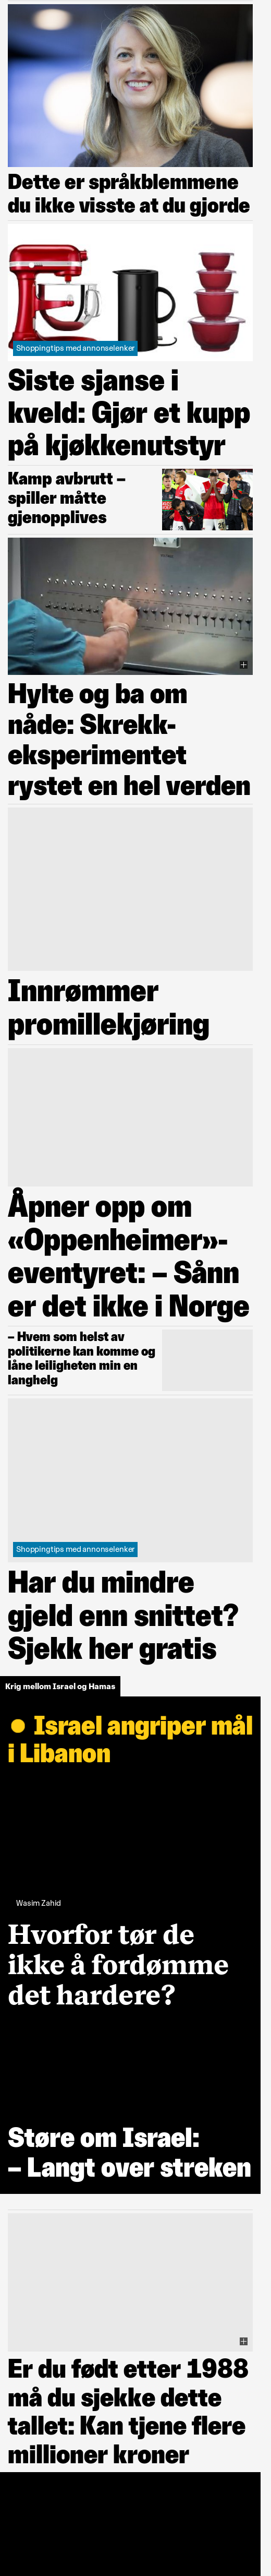 Dette er språkblemmene
du ikke visste at du gjorde
Shoppingtips med annonselenker
Siste sjanse i
kveld: Gjør et kupp
på kjøkkenutstyr
Kamp avbrutt –
spiller måtte
gjenopplives
Hylte og ba om
nåde: Skrekk-
eksperimentet
rystet en hel verden
Innrømmer
promillekjøring
Åpner opp om
«Oppenheimer»-
eventyret: – Sånn
er det ikke i Norge
– Hvem som helst av
politikerne kan komme og
låne leiligheten min en
langhelg
Shoppingtips med annonselenker
Har du mindre
gjeld enn snittet?
Sjekk her gratis
Krig mellom Israel og Hamas
● Israel angriper mål
i Libanon
Wasim Zahid
Hvorfor tør de
ikke å fordømme
det hardere?
Støre om Israel:
– Langt over streken
Er du født etter 1988
må du sjekke dette
tallet: Kan tjene flere
millioner kroner